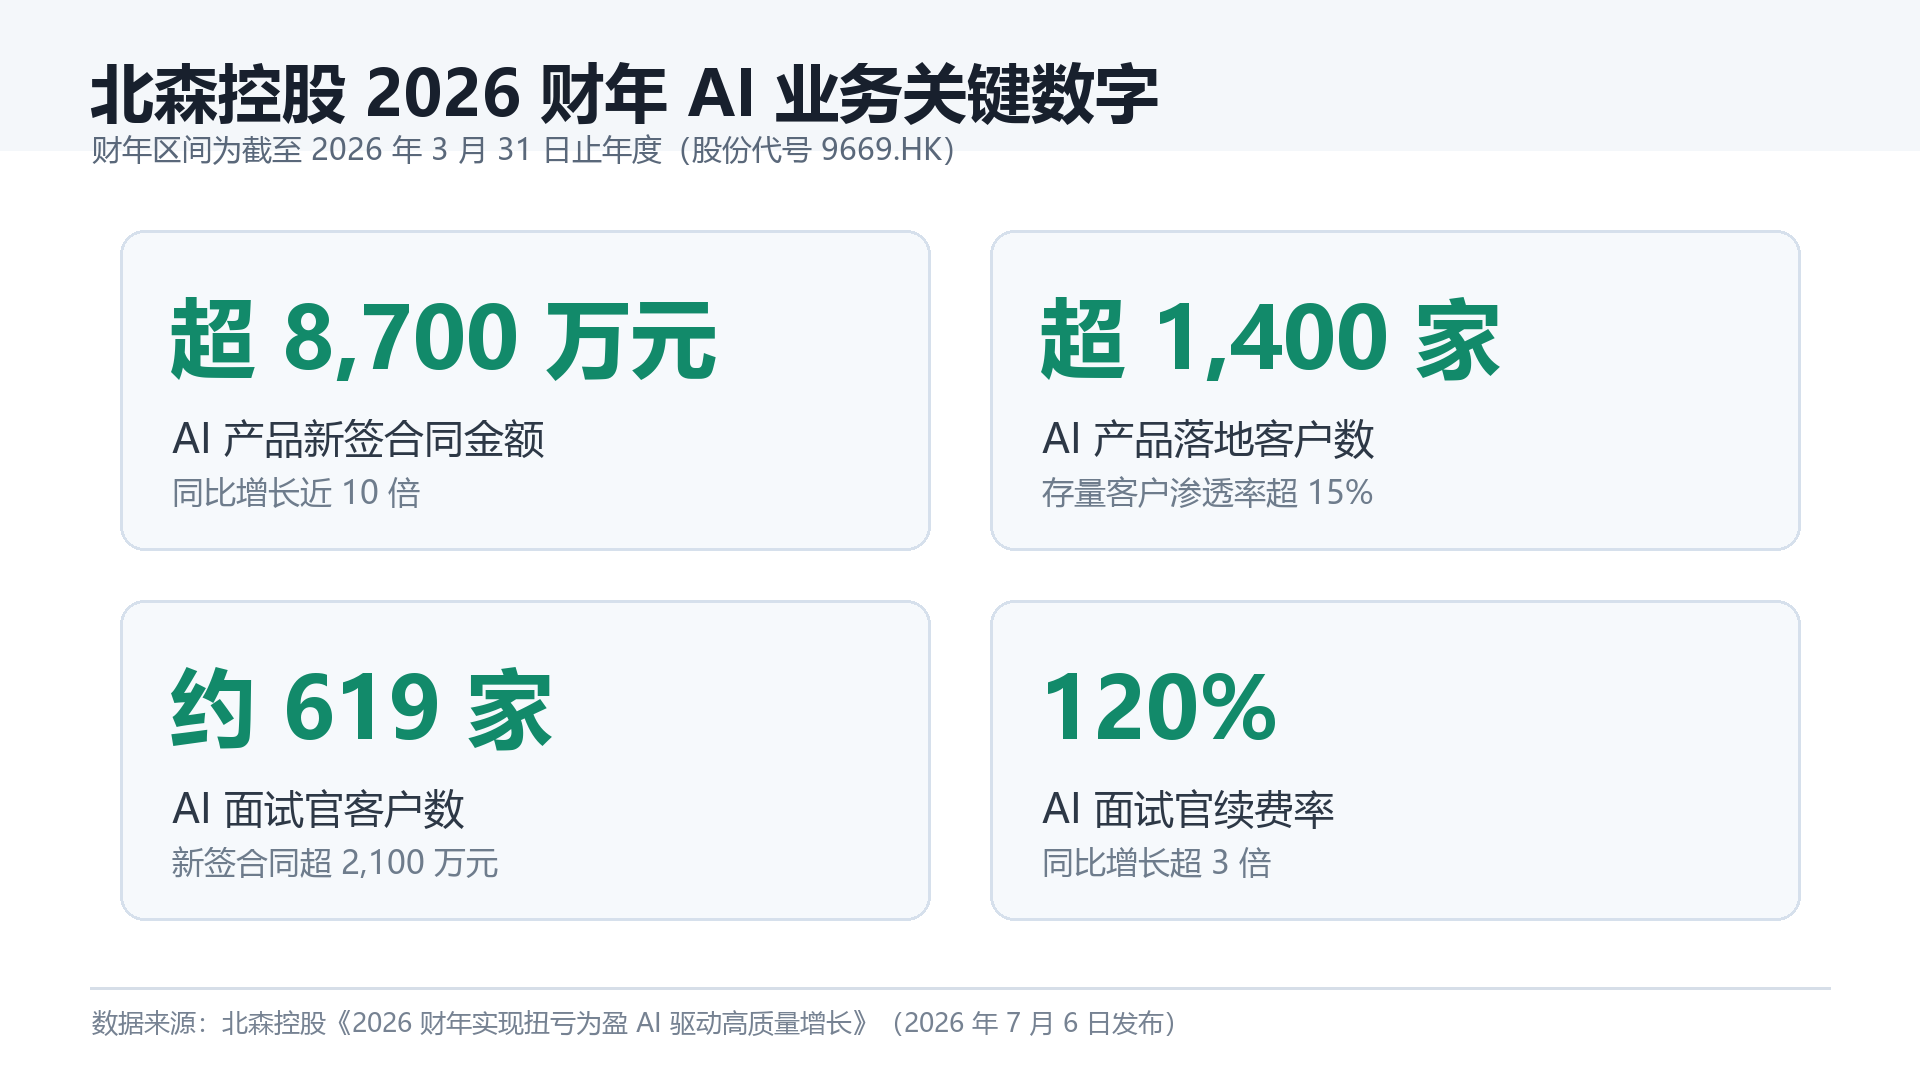 北森控股 2026 财年 AI 业务关键数字
财年区间为截至 2026 年 3 月 31 日止年度（股份代号 9669.HK）
超 8,700 万元
AI 产品新签合同金额
同比增长近 10 倍
超 1,400 家
AI 产品落地客户数
存量客户渗透率超 15%
约 619 家
AI 面试官客户数
新签合同超 2,100 万元
120%
AI 面试官续费率
同比增长超 3 倍
数据来源：北森控股《2026 财年实现扭亏为盈 AI 驱动高质量增长》（2026 年 7 月 6 日发布）